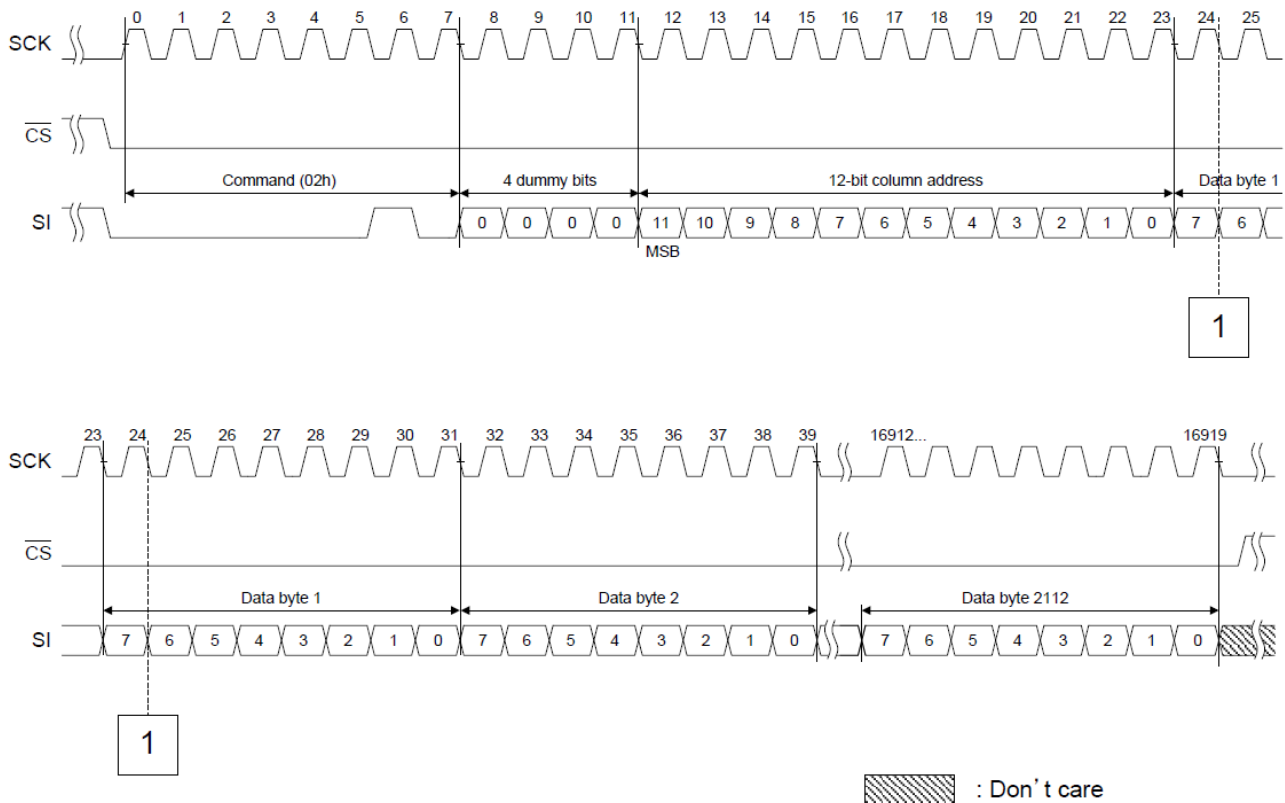 0 1 2 3 4 5 6 7 8 9 10 11 12 13 14 15 16 17 18 19 20 21 22 23 24 25
SCK
CS
Command (02h) 4 dummy bits 12-bit column address Data byte 1
SI 0 0 0 0 11 10 9 8 7 6 5 4 3 2 1 0 7 6
MSB
1
23 24 25 26 27 28 29 30 31 32 33 34 35 36 37 38 39 16912... 16919
SCK
CS
Data byte 1 Data byte 2 Data byte 2112
SI 7 6 5 4 3 2 1 0 7 6 5 4 3 2 1 0 7 6 5 4 3 2 1 0
1
: Don't care